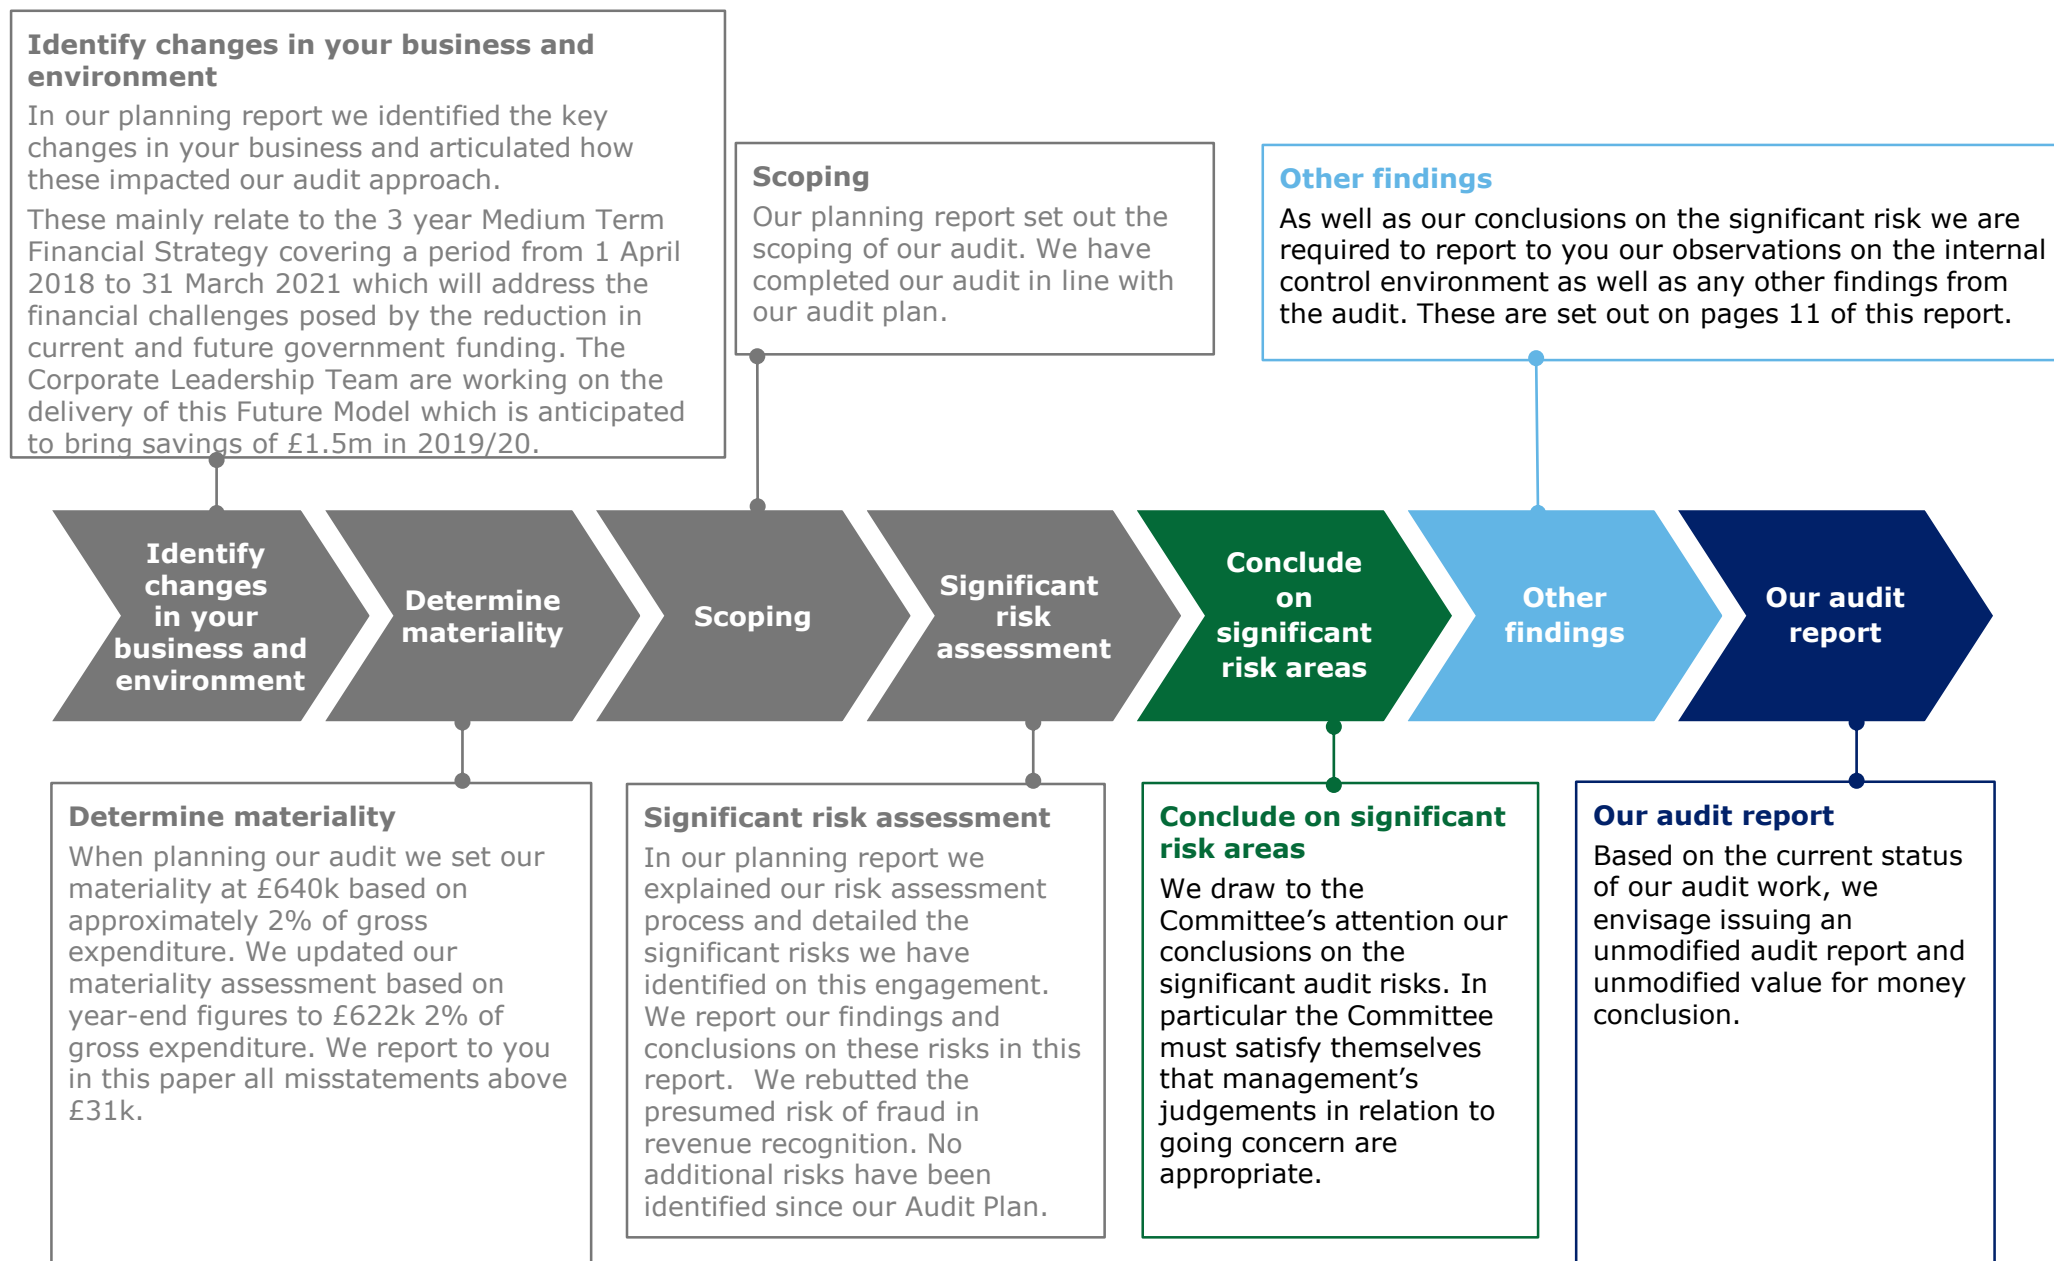 Identify changes in your business and
environment
In our planning report we identified the key
changes in your business and articulated how
these impacted our audit approach.
These mainly relate to the 3 year Medium Term
Financial Strategy covering a period from 1 April
2018 to 31 March 2021 which will address the
financial challenges posed by the reduction in
current and future government funding. The
Corporate Leadership Team are working on the
delivery of this Future Model which is anticipated
to bring savings of £1.5m in 2019/20.
Scoping
Our planning report set out the
scoping of our audit. We have
completed our audit in line with
our audit plan.
Other findings
As well as our conclusions on the significant risk we are
required to report to you our observations on the internal
control environment as well as any other findings from
the audit. These are set out on pages 11 of this report.
Identify
changes
in your
business and
environment
Determine
materiality
Scoping
Significant
risk
assessment
Conclude
on
significant
risk areas
Other
findings
Our audit
report
Determine materiality
When planning our audit we set our
materiality at £640k based on
approximately 2% of gross
expenditure. We updated our
materiality assessment based on
year-end figures to £622k 2% of
gross expenditure. We report to you
in this paper all misstatements above
£31k.
Significant risk assessment
In our planning report we
explained our risk assessment
process and detailed the
significant risks we have
identified on this engagement.
We report our findings and
conclusions on these risks in this
report.  We rebutted the
presumed risk of fraud in
revenue recognition. No
additional risks have been
identified since our Audit Plan.
Conclude on significant
risk areas
We draw to the
Committee’s attention our
conclusions on the
significant audit risks. In
particular the Committee
must satisfy themselves
that management’s
judgements in relation to
going concern are
appropriate.
Our audit report
Based on the current status
of our audit work, we
envisage issuing an
unmodified audit report and
unmodified value for money
conclusion.